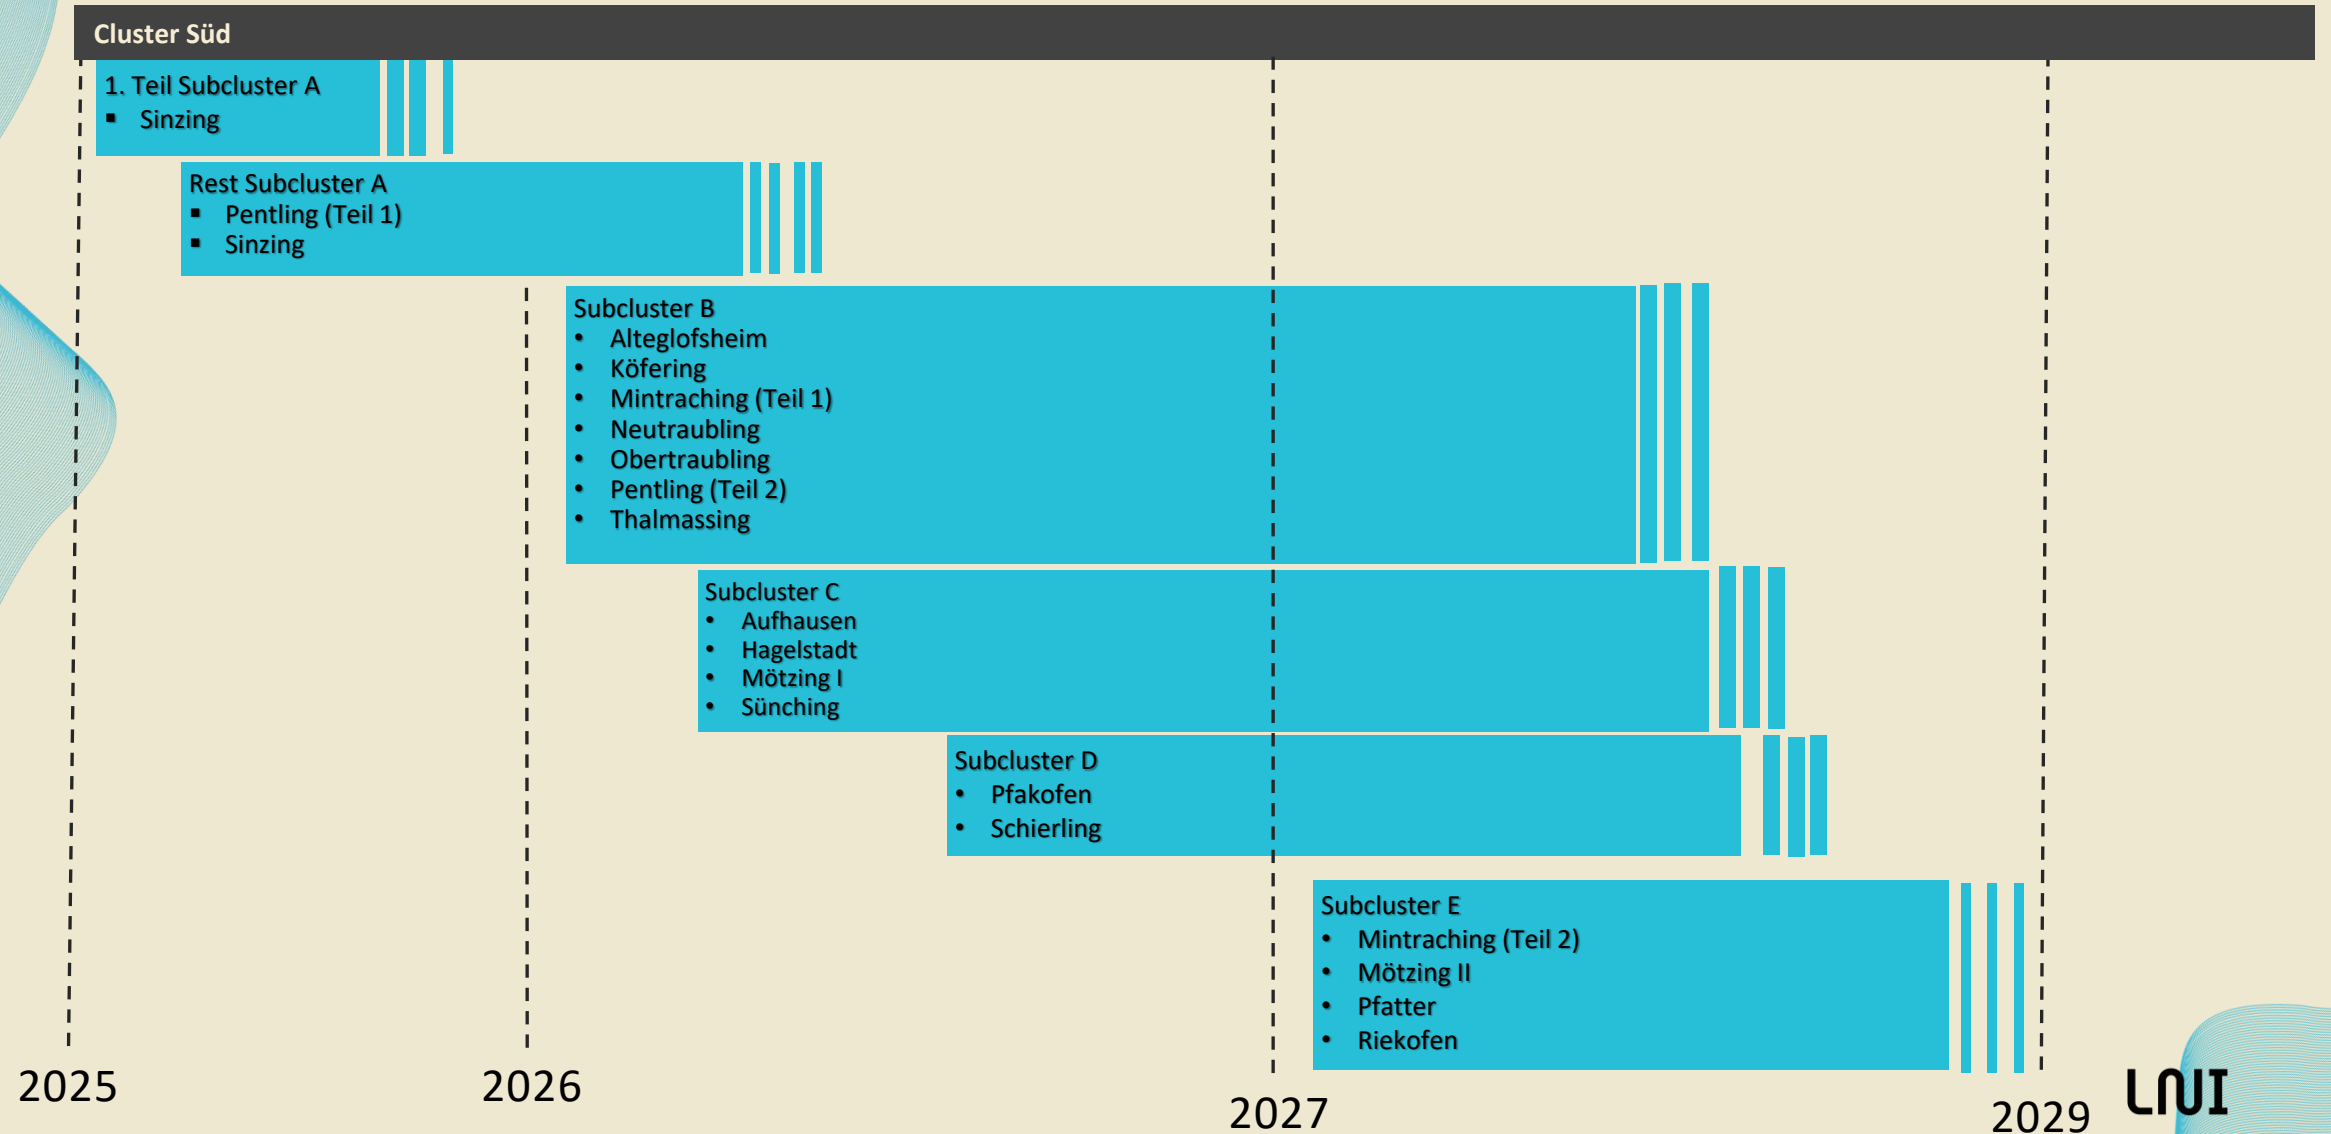 Cluster Süd
1. Teil Subcluster A
▪ Sinzing
Rest Subcluster A
▪ Pentling (Teil 1)
▪ Sinzing
Subcluster B
• Alteglofsheim
• Köfering
• Mintraching (Teil 1)
• Neutraubling
• Obertraubling
• Pentling (Teil 2)
• Thalmassing
Subcluster C
• Aufhausen
• Hagelstadt
• Mötzing I
• Sünching
Subcluster D
• Pfakofen
• Schierling
Subcluster E
• Mintraching (Teil 2)
• Mötzing II
• Pfatter
• Riekofen
2025
2026
2027
2029